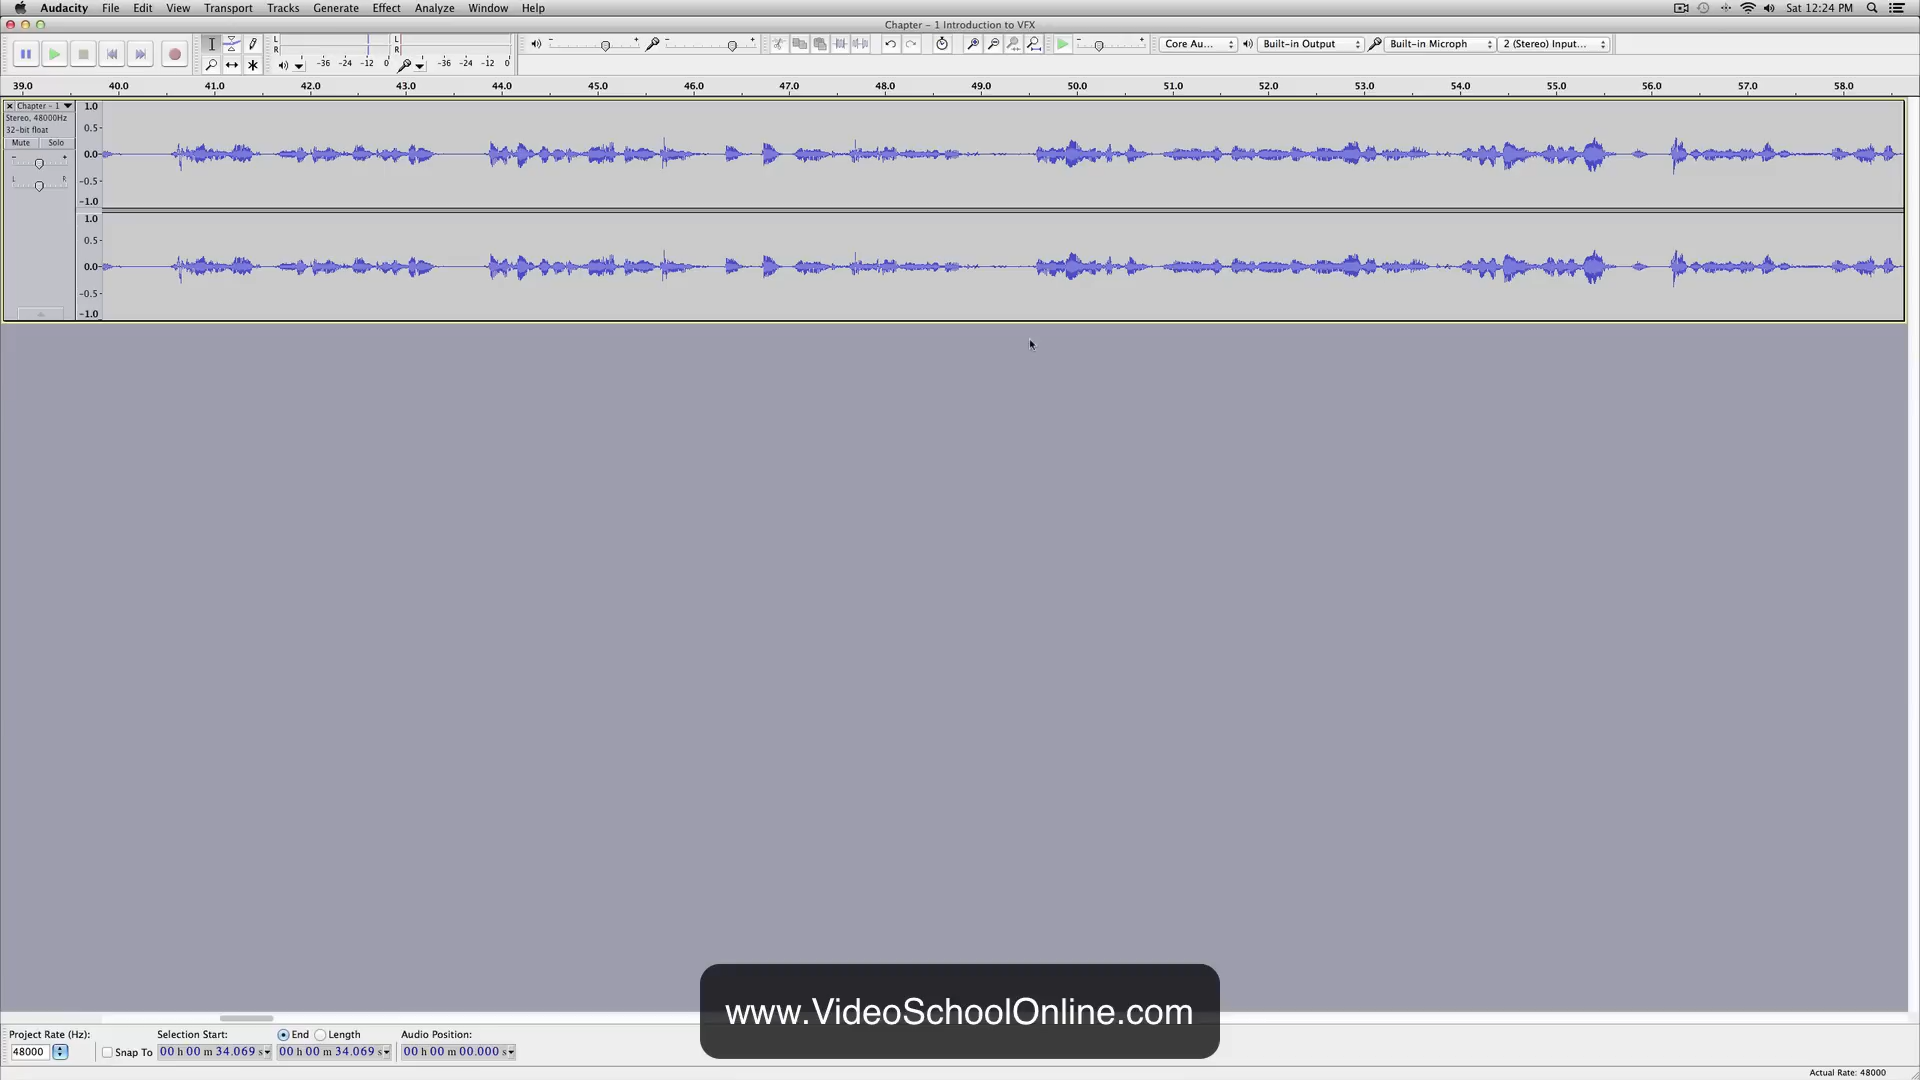 Audacity File Edit View Transport Tracks Generate Effect Analyze Window Help Sat 12:24 PM
Chapter - 1 Introduction to VFX
L R L R
-36 -24 -12 0 -36 -24 -12 0
- + - + - +
Core Au... Built-in Output Built-in Microph 2 (Stereo) Input...
39.0 40.0 41.0 42.0 43.0 44.0 45.0 46.0 47.0 48.0 49.0 50.0 51.0 52.0 53.0 54.0 55.0 56.0 57.0 58.0
Chapter - 1
Stereo, 48000Hz
32-bit float
Mute Solo
- +
L R
1.0
0.5-
0.0-
-0.5-
-1.0
1.0
0.5-
0.0-
-0.5-
-1.0
www.VideoSchoolOnline.com
Project Rate (Hz): Selection Start: End Length Audio Position:
48000 Snap To 00 h 00 m 34.069 s 00 h 00 m 34.069 s 00 h 00 m 00.000 s
Actual Rate: 48000